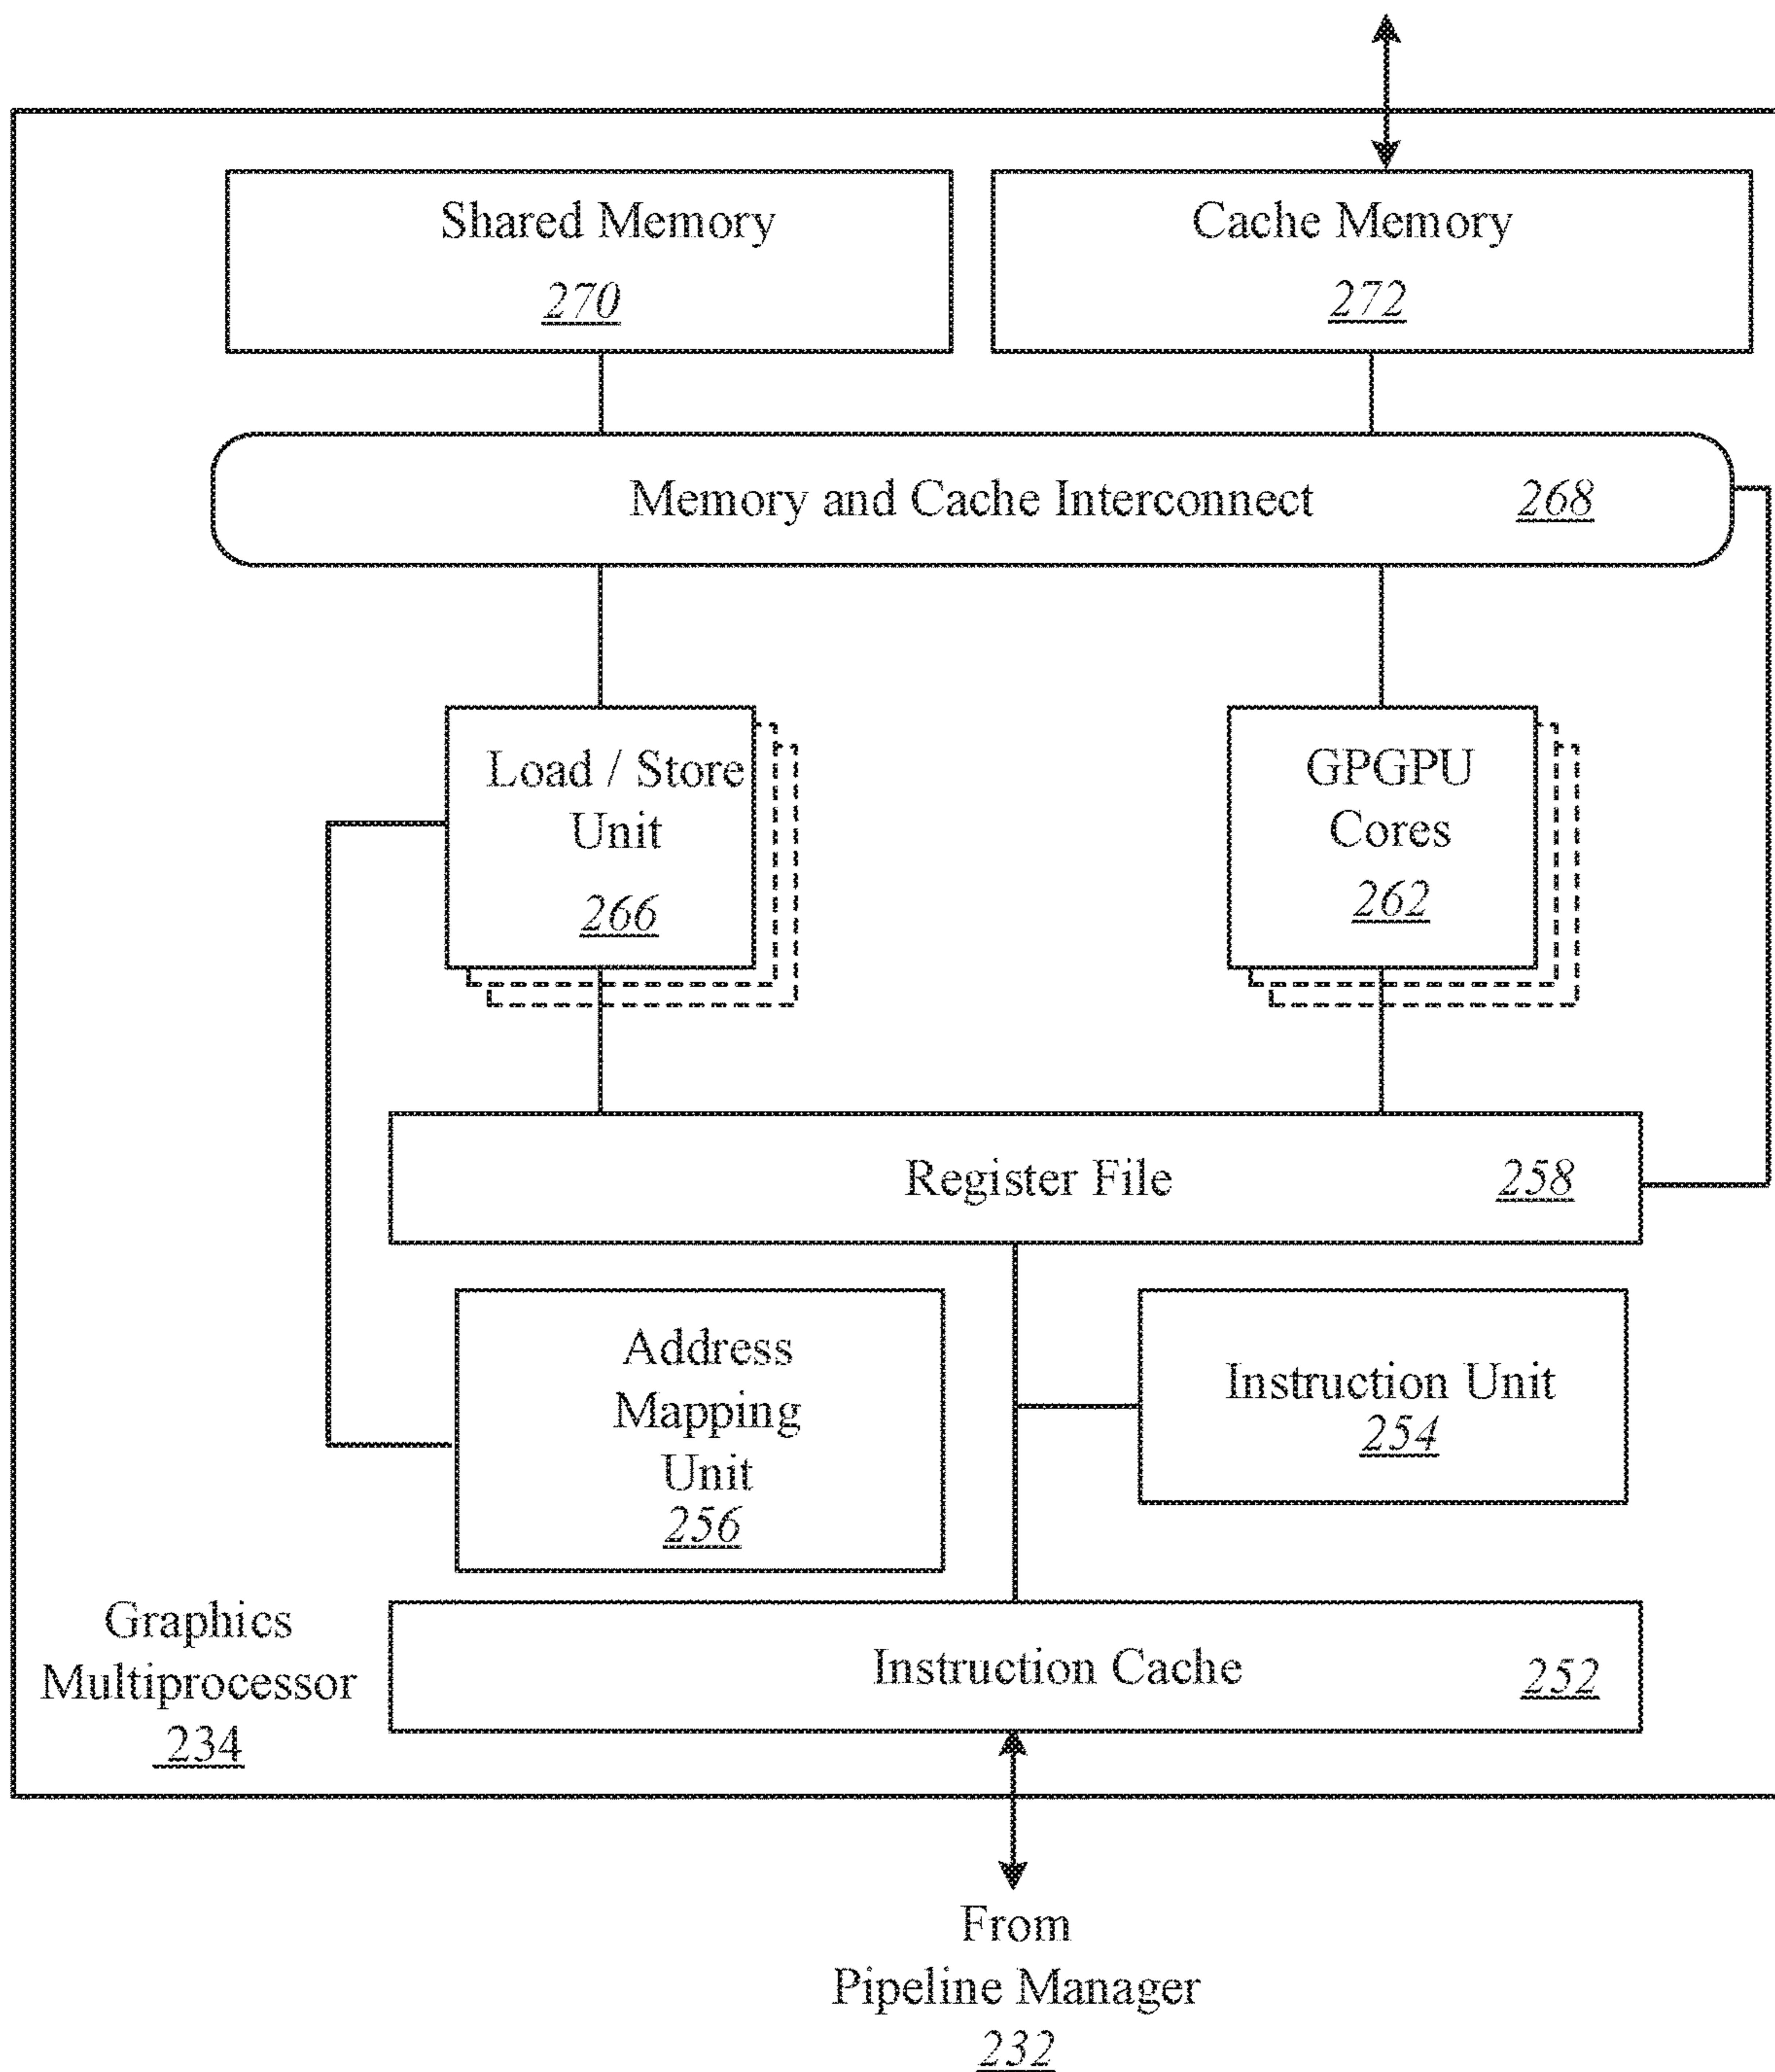 Shared Memory
270
Cache Memory
272
Memory and Cache Interconnect 268
Load / Store
Unit
266
GPGPU
Cores
262
Register File 258
Address
Mapping
Unit
256
Instruction Unit
254
Graphics
Multiprocessor
234
Instruction Cache 252
From
Pipeline Manager
232